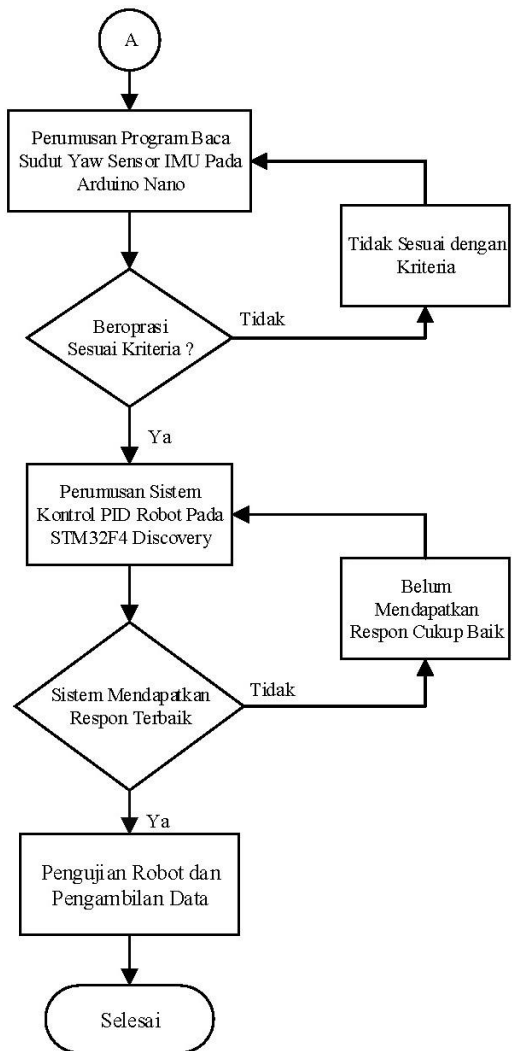 A
Perumusan Program Baca
Sudut Yaw Sensor IMU Pada
Arduino Nano
Tidak Sesuai dengan
Kriteria
Beroprasi
Sesuai Kriteria ?
Tidak
Ya
Perumusan Sistem
Kontrol PID Robot Pada
STM32F4 Discovery
Belum
Mendapatkan
Respon Cukup Baik
Sistem Mendapatkan
Respon Terbaik
Tidak
Ya
Pengujian Robot dan
Pengambilan Data
Selesai